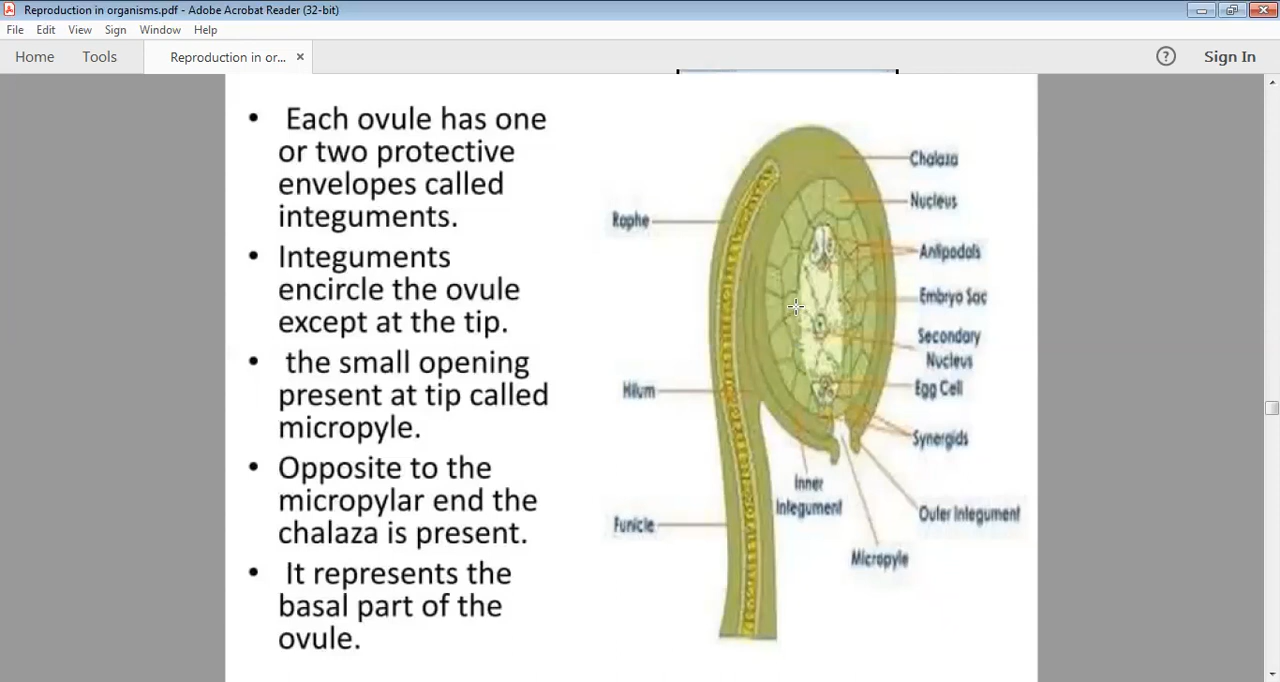 Reproduction in organisms.pdf - Adobe Acrobat Reader (32-bit)
File Edit View Sign Window Help
Home Tools Reproduction in or... × ? Sign In
• Each ovule has one
or two protective
envelopes called
integuments.
• Integuments
encircle the ovule
except at the tip.
• the small opening
present at tip called
micropyle.
• Opposite to the
micropylar end the
chalaza is present.
• It represents the
basal part of the
ovule.
Chalaza
Nucleus
Raphe
Antipodals
Embryo Sac
Secondary
Nucleus
Hilum
Egg Cell
Synergids
Inner
Integument
Outer Integument
Funicle
Micropyle